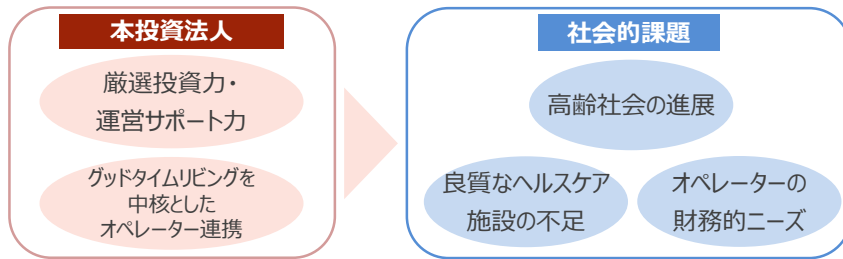 本投資法人
厳選投資力・
運営サポート力
グッドタイムリビングを
中核とした
オペレーター連携
社会的課題
高齢社会の進展
良質なヘルスケア
施設の不足
オペレーターの
財務的ニーズ